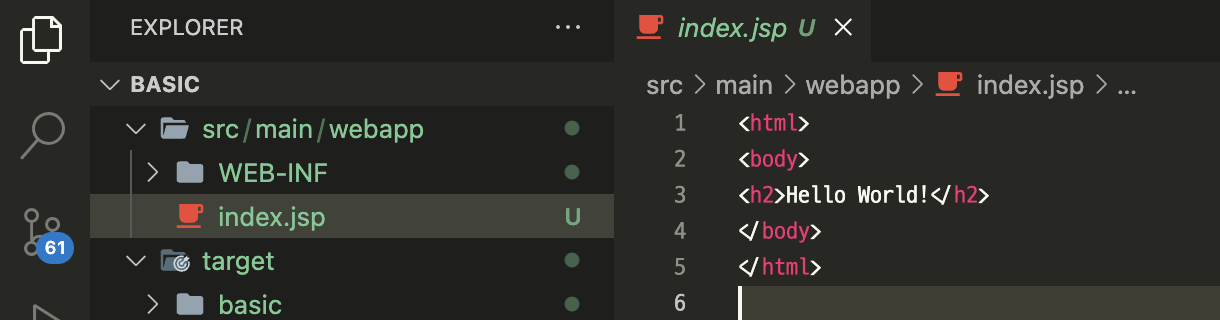 EXPLORER ...
BASIC
src/main/webapp
WEB-INF
index.jsp U
target
basic
61
index.jsp U
src > main > webapp > index.jsp > ...
1 <html>
2 <body>
3 <h2>Hello World!</h2>
4 </body>
5 </html>
6